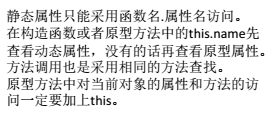 静态属性只能采用函数名.属性名访问。
在构造函数或者原型方法中的this.name先
查看动态属性，没有的话再查看原型属性。
方法调用也是采用相同的方法查找。
原型方法中对当前对象的属性和方法的访
问一定要加上this。